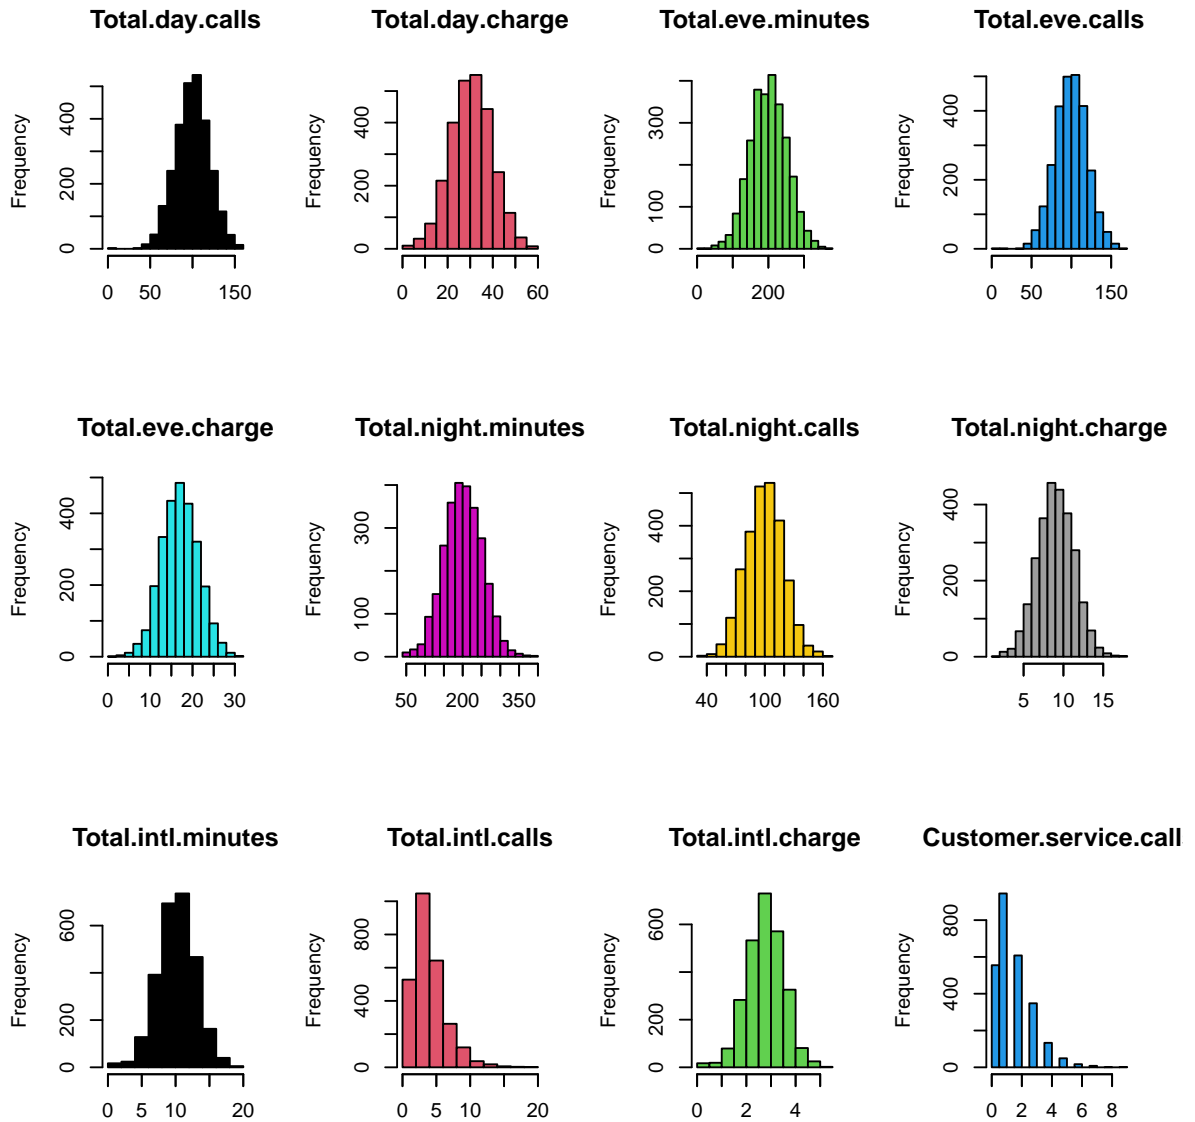 Total.day.calls
Frequency
0 200 400
0 50 150
Total.day.charge
Frequency
0 200 400
0 20 40 60
Total.eve.minutes
Frequency
0 100 300
0 200
Total.eve.calls
Frequency
0 200 400
0 50 150
Total.eve.charge
Frequency
0 200 400
0 10 20 30
Total.night.minutes
Frequency
0 100 300
50 200 350
Total.night.calls
Frequency
0 200 400
40 100 160
Total.night.charge
Frequency
0 200 400
5 10 15
Total.intl.minutes
Frequency
0 200 600
0 5 10 20
Total.intl.calls
Frequency
0 400 800
0 5 10 20
Total.intl.charge
Frequency
0 200 600
0 2 4
Customer.service.call
Frequency
0 400 800
0 2 4 6 8